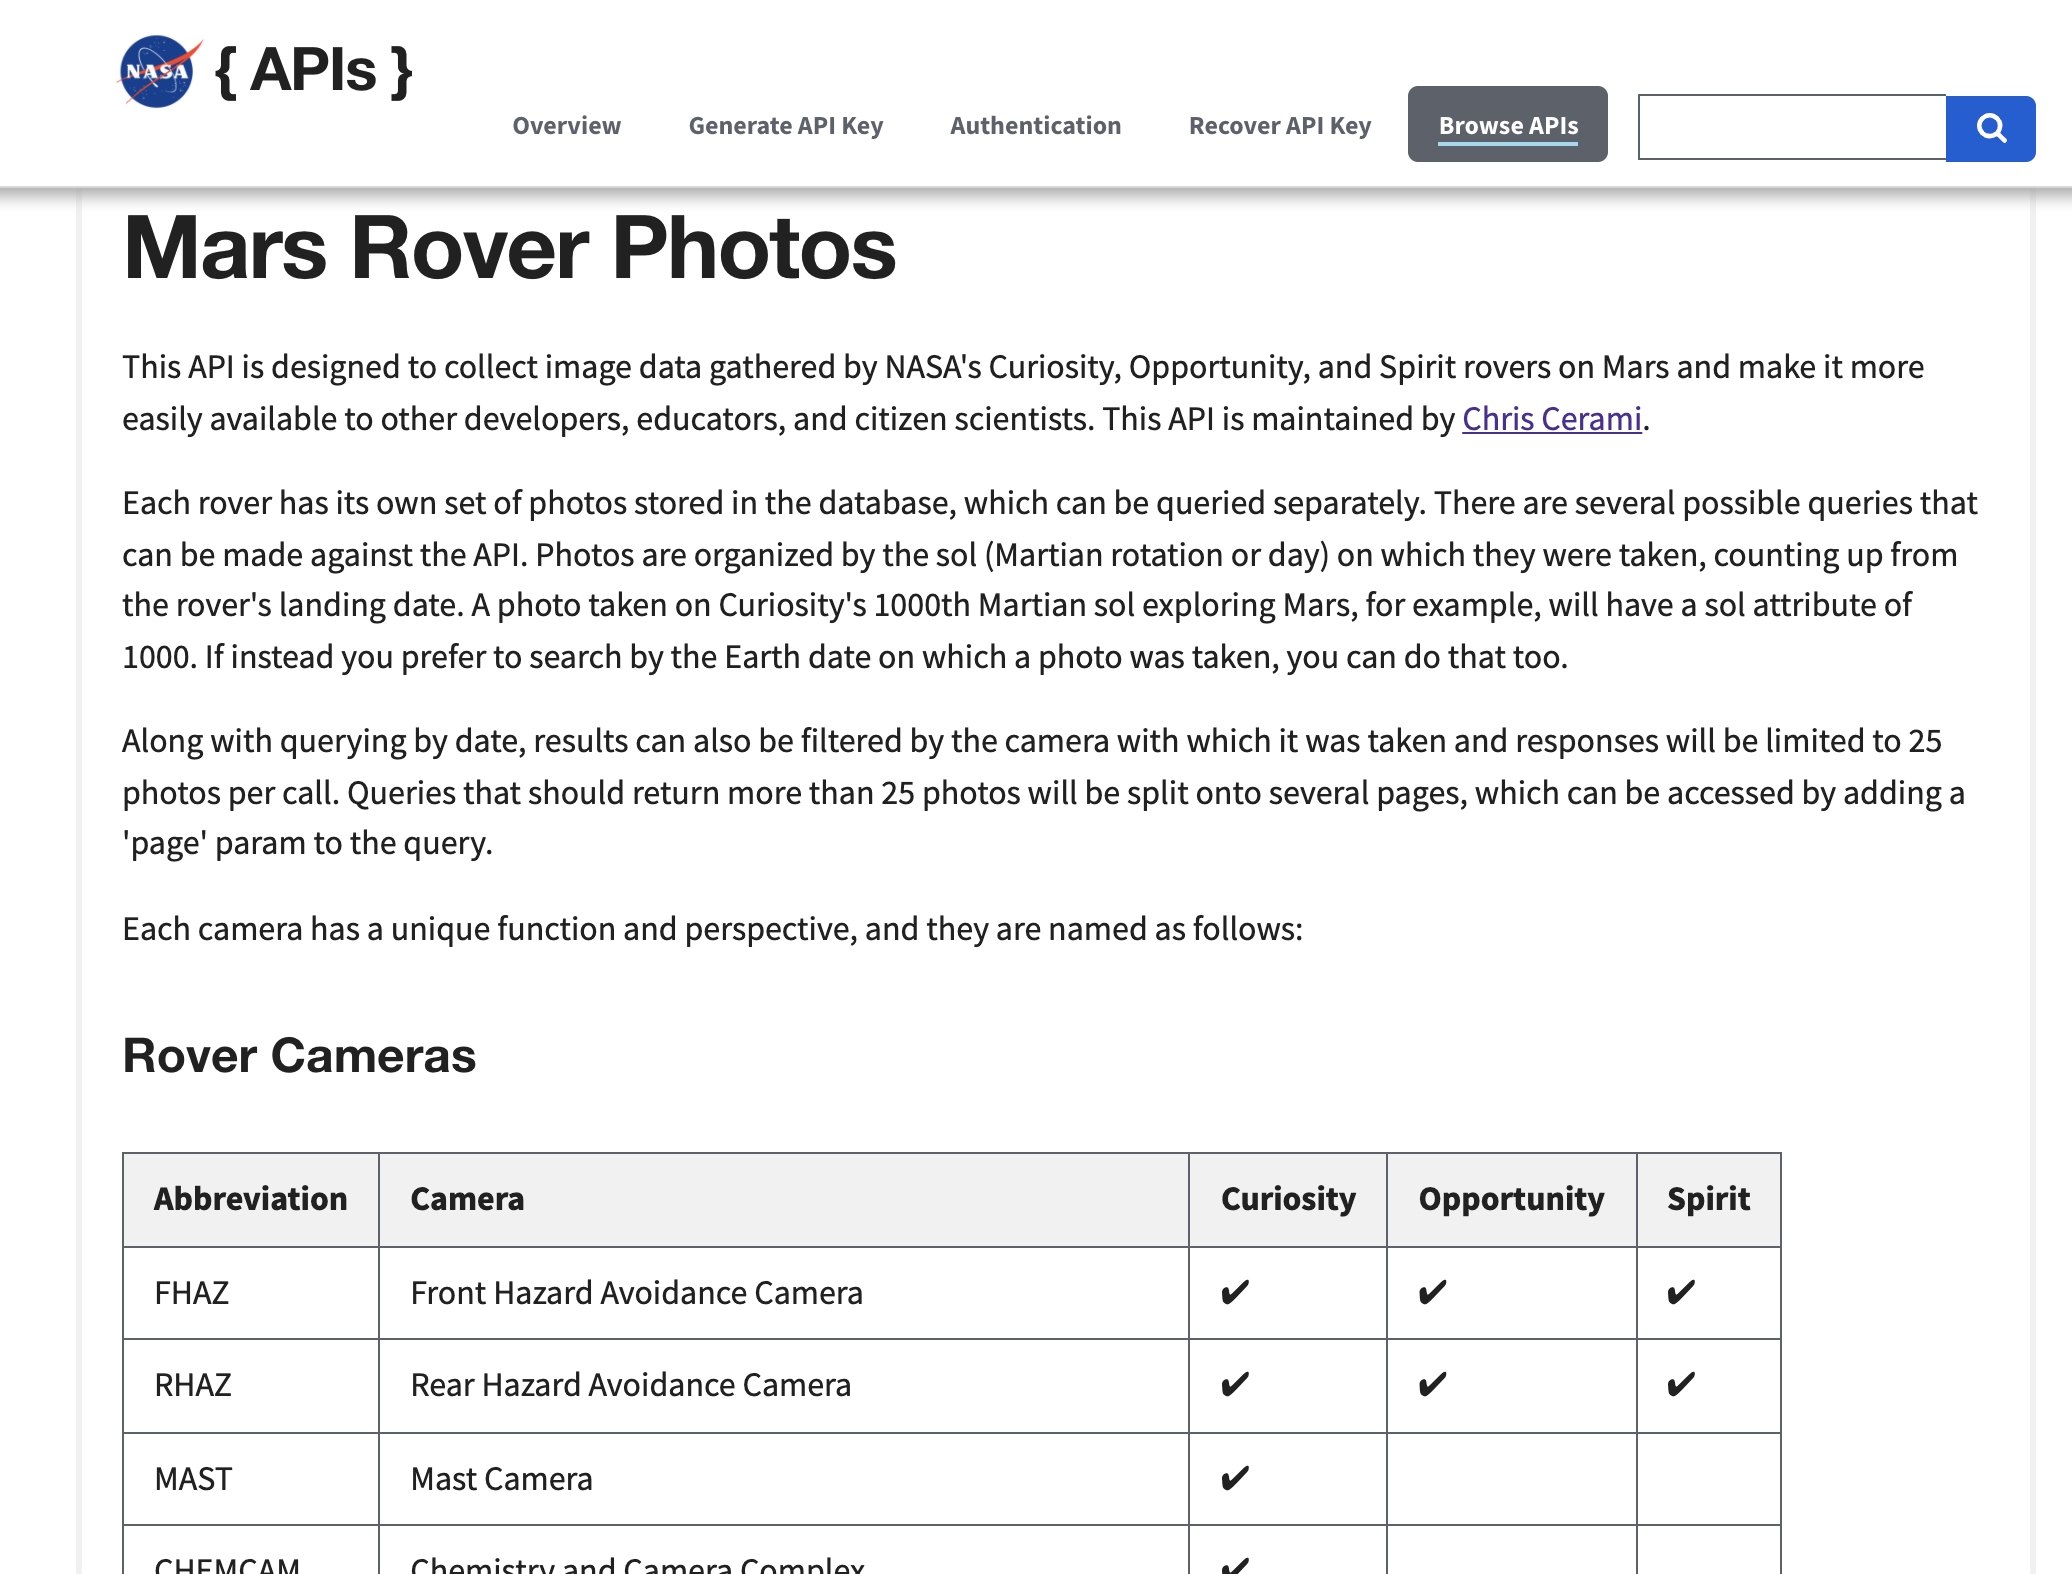 NASA { APIs }
Overview Generate API Key Authentication Recover API Key Browse APIs
Mars Rover Photos
This API is designed to collect image data gathered by NASA's Curiosity, Opportunity, and Spirit rovers on Mars and make it more
easily available to other developers, educators, and citizen scientists. This API is maintained by Chris Cerami.
Each rover has its own set of photos stored in the database, which can be queried separately. There are several possible queries that
can be made against the API. Photos are organized by the sol (Martian rotation or day) on which they were taken, counting up from
the rover's landing date. A photo taken on Curiosity's 1000th Martian sol exploring Mars, for example, will have a sol attribute of
1000. If instead you prefer to search by the Earth date on which a photo was taken, you can do that too.
Along with querying by date, results can also be filtered by the camera with which it was taken and responses will be limited to 25
photos per call. Queries that should return more than 25 photos will be split onto several pages, which can be accessed by adding a
'page' param to the query.
Each camera has a unique function and perspective, and they are named as follows:
Rover Cameras
Abbreviation Camera Curiosity Opportunity Spirit
FHAZ Front Hazard Avoidance Camera ✔ ✔ ✔
RHAZ Rear Hazard Avoidance Camera ✔ ✔ ✔
MAST Mast Camera ✔
CHEMCAM Chemistry and Camera Complex ✔